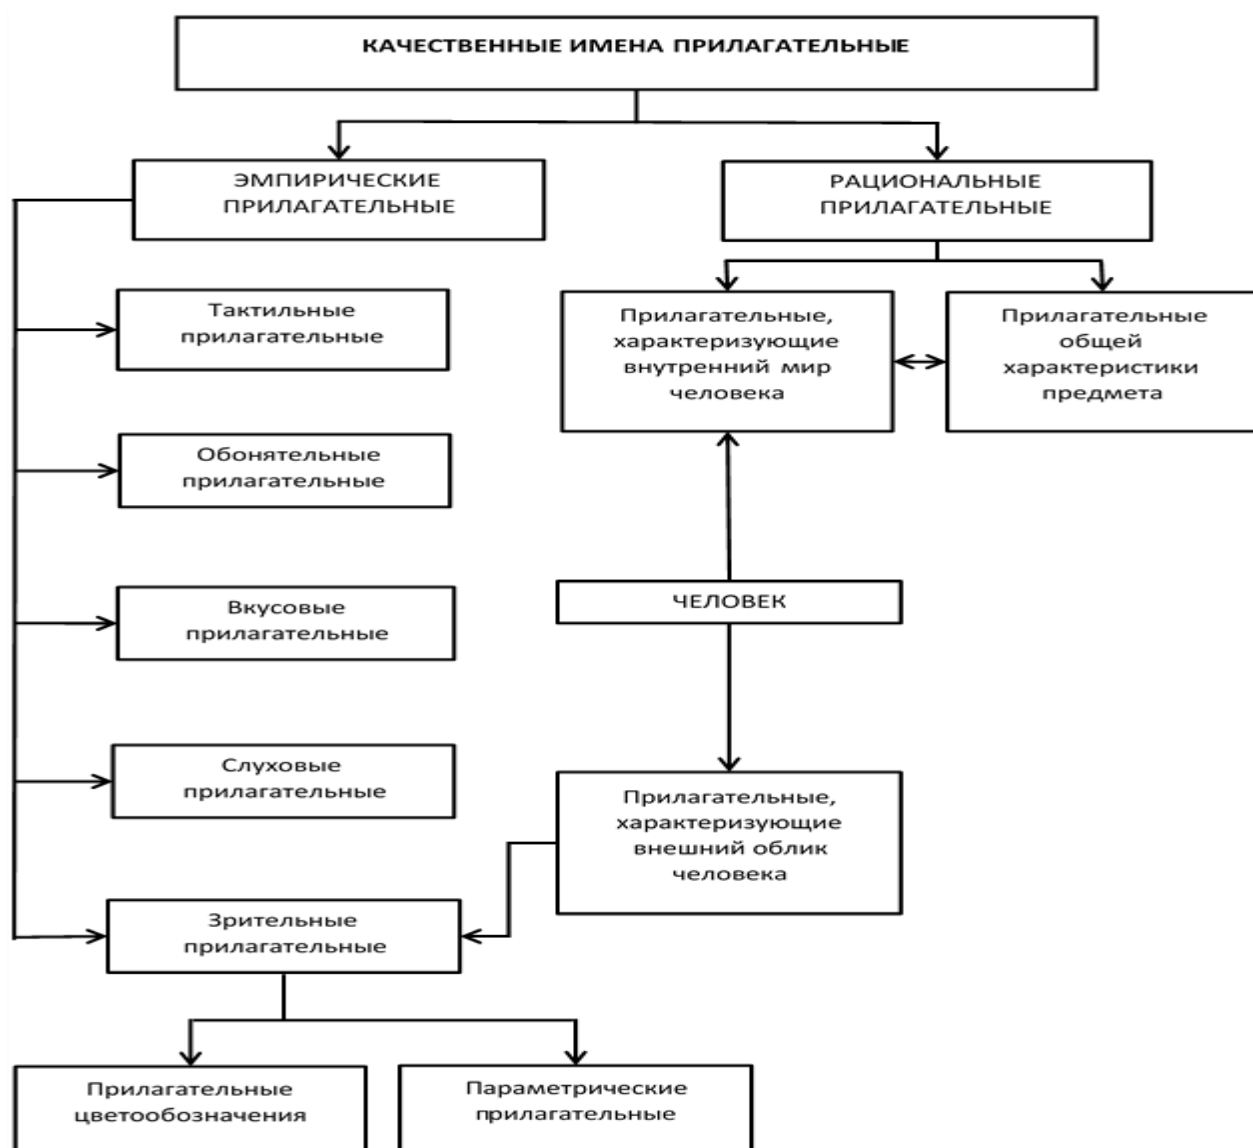 КАЧЕСТВЕННЫЕ ИМЕНА ПРИЛАГАТЕЛЬНЫЕ
ЭМПИРИЧЕСКИЕ
ПРИЛАГАТЕЛЬНЫЕ
РАЦИОНАЛЬНЫЕ
ПРИЛАГАТЕЛЬНЫЕ
Тактильные
прилагательные
Прилагательные,
характеризующие
внутренний мир
человека
Прилагательные
общей
характеристики
предмета
Обонятельные
прилагательные
Вкусовые
прилагательные
ЧЕЛОВЕК
Слуховые
прилагательные
Прилагательные,
характеризующие
внешний облик
человека
Зрительные
прилагательные
Прилагательные
цветообозначения
Параметрические
прилагательные